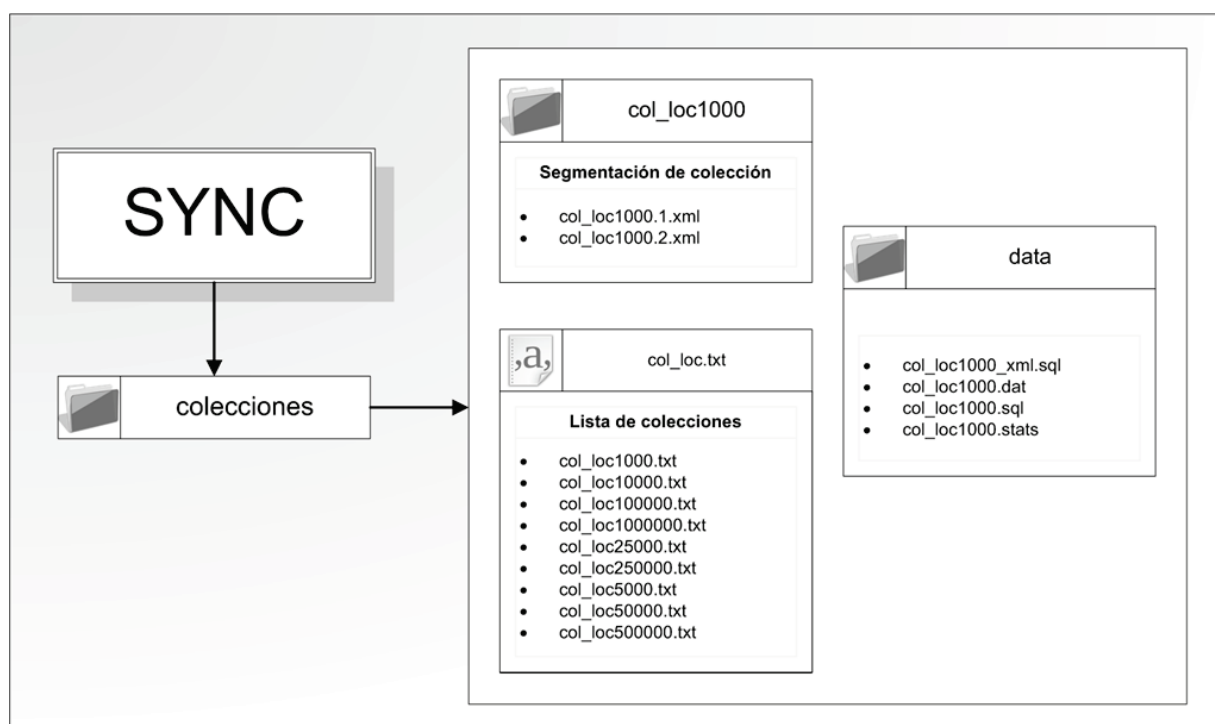 SYNC
colecciones
col_loc1000
Segmentación de colección
• col_loc1000.1.xml
• col_loc1000.2.xml
,a,
col_loc.txt
Lista de colecciones
• col_loc1000.txt
• col_loc10000.txt
• col_loc100000.txt
• col_loc1000000.txt
• col_loc25000.txt
• col_loc250000.txt
• col_loc5000.txt
• col_loc50000.txt
• col_loc500000.txt
data
• col_loc1000_xml.sql
• col_loc1000.dat
• col_loc1000.sql
• col_loc1000.stats